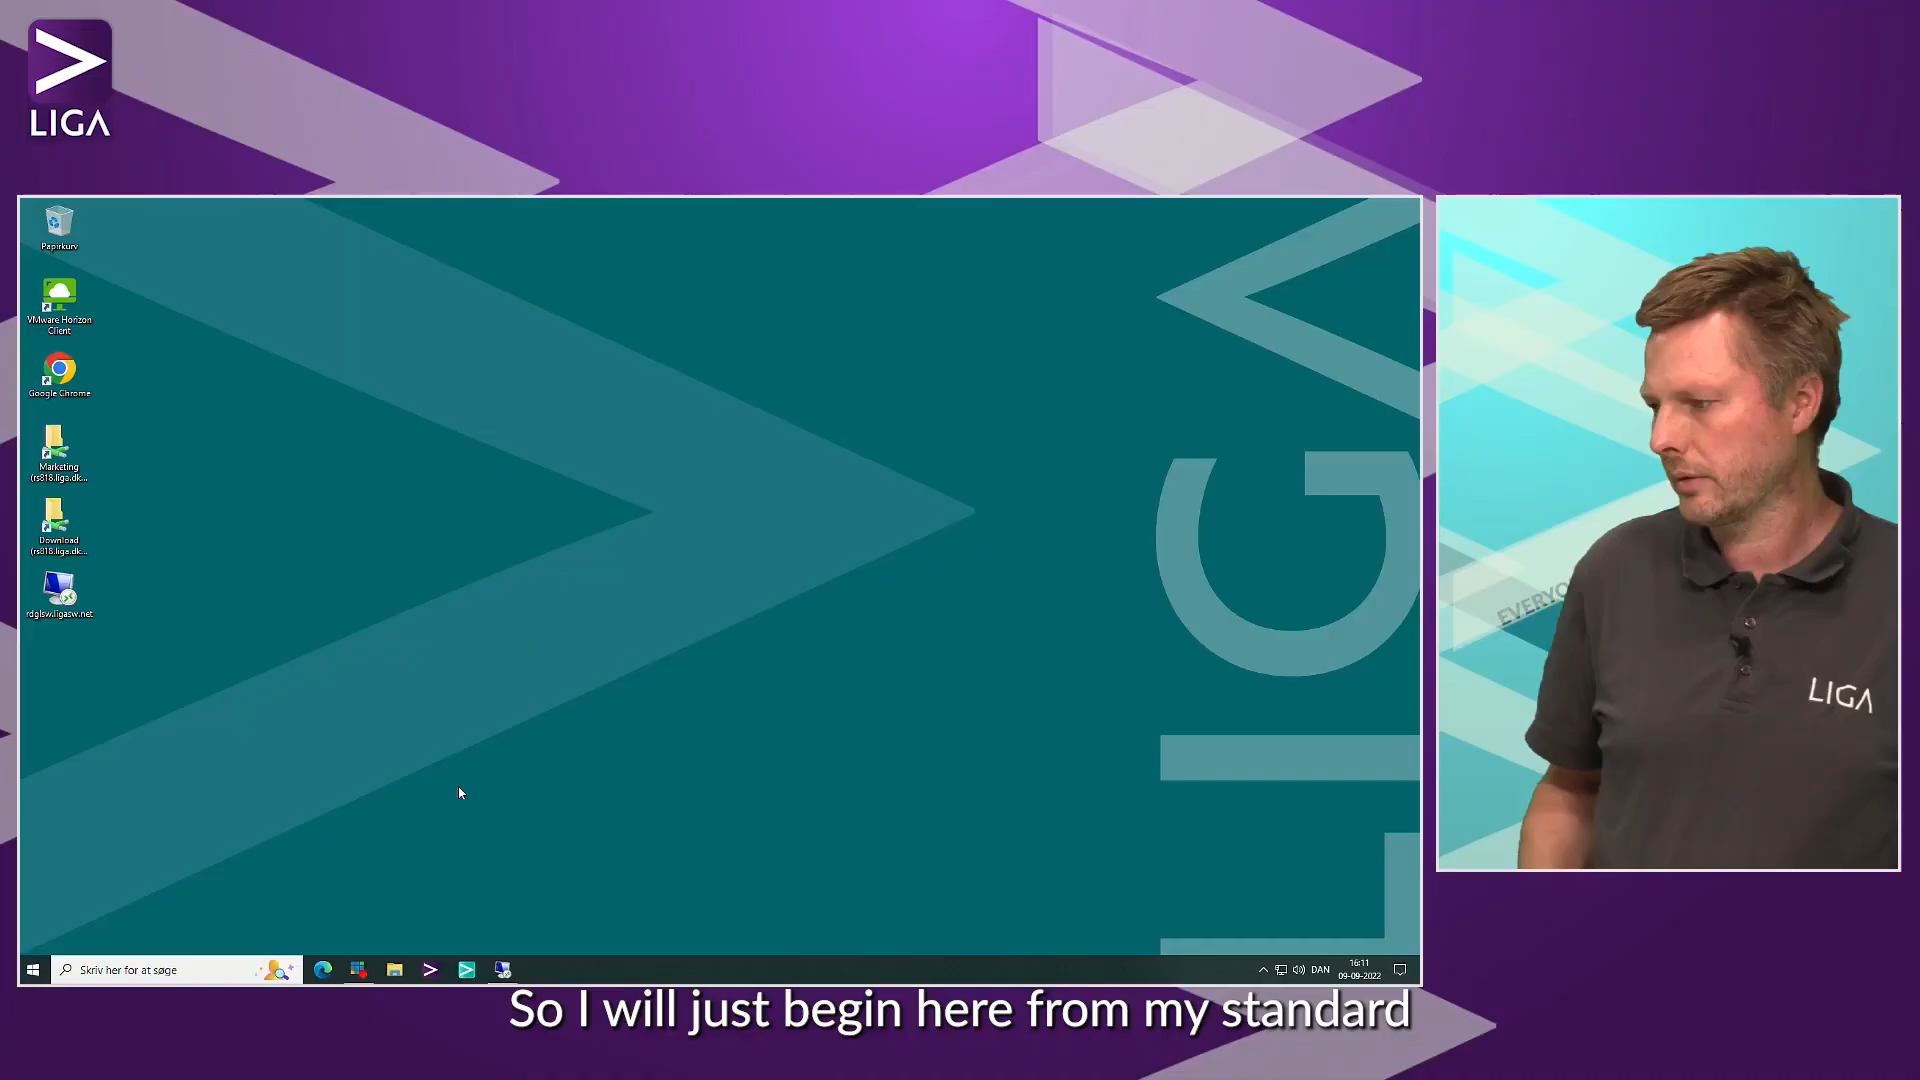 LIGA
Papirkurv
VMware Horizon
Client
Google Chrome
Marketing
(rs818.liga.dk...
Download
(rs818.liga.dk...
rdglsw.ligasw.net
LIGA
Skriv her for at søge
DAN
16:11
09-09-2022
EVERYO
LIGA
So I will just begin here from my standard